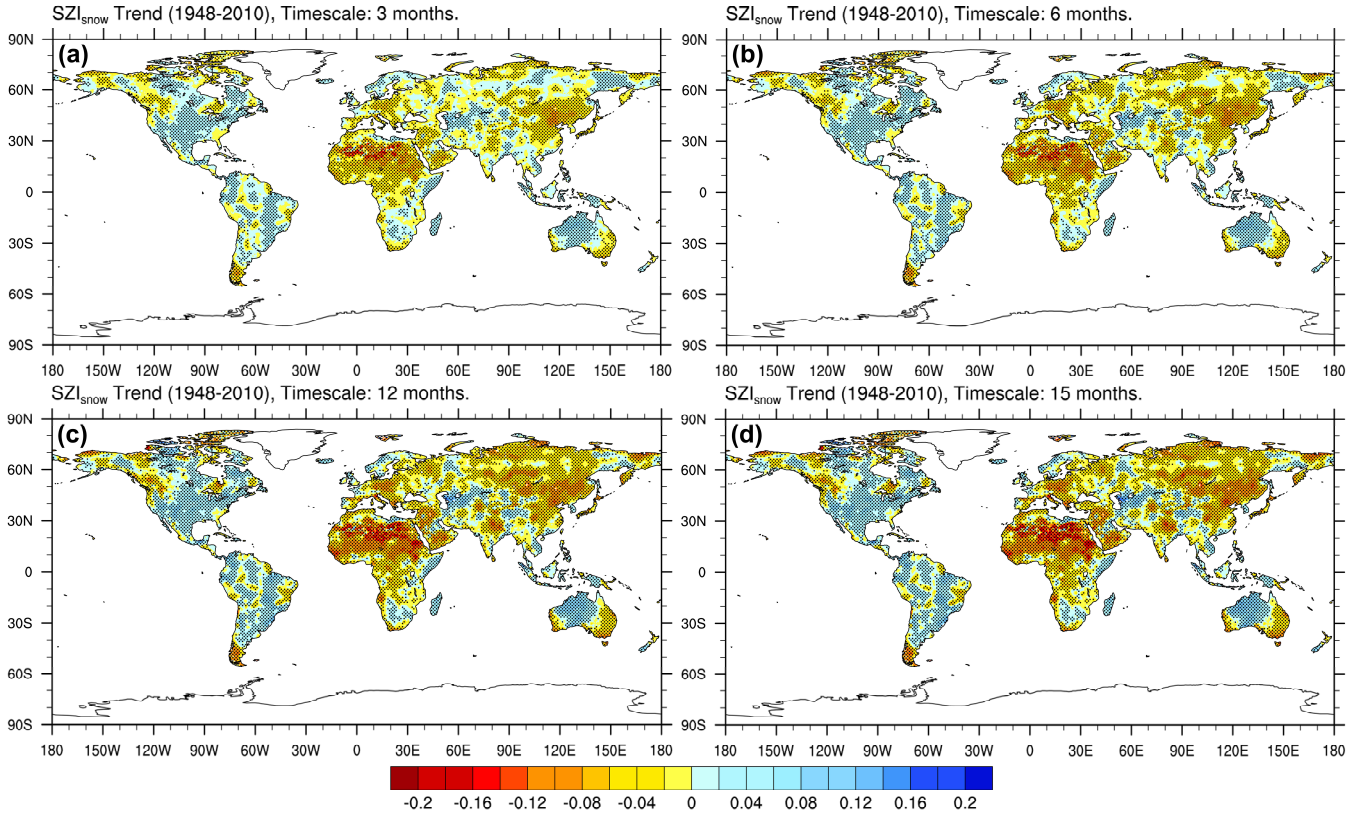 SZIsnow Trend (1948-2010), Timescale: 3 months.
SZIsnow Trend (1948-2010), Timescale: 6 months.
(a)
(b)
90N
60N
30N
0
30S
60S
90S
180 150W 120W 90W 60W 30W 0 30E 60E 90E 120E 150E 180
90N
60N
30N
0
30S
60S
90S
180 150W 120W 90W 60W 30W 0 30E 60E 90E 120E 150E 180
SZIsnow Trend (1948-2010), Timescale: 12 months.
SZIsnow Trend (1948-2010), Timescale: 15 months.
(c)
(d)
90N
60N
30N
0
30S
60S
90S
180 150W 120W 90W 60W 30W 0 30E 60E 90E 120E 150E 180
90N
60N
30N
0
30S
60S
90S
180 150W 120W 90W 60W 30W 0 30E 60E 90E 120E 150E 180
-0.2 -0.16 -0.12 -0.08 -0.04 0 0.04 0.08 0.12 0.16 0.2